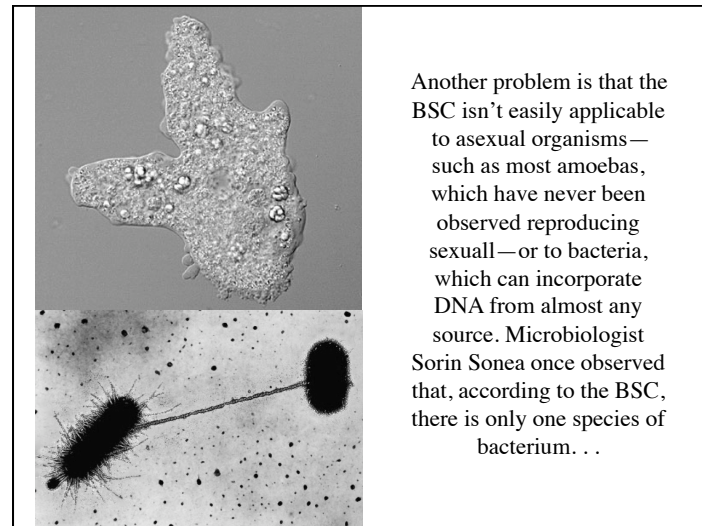 Another problem is that the
BSC isn’t easily applicable
to asexual organisms—
such as most amoebas,
which have never been
observed reproducing
sexuall—or to bacteria,
which can incorporate
DNA from almost any
source. Microbiologist
Sorin Sonea once observed
that, according to the BSC,
there is only one species of
bacterium. . .